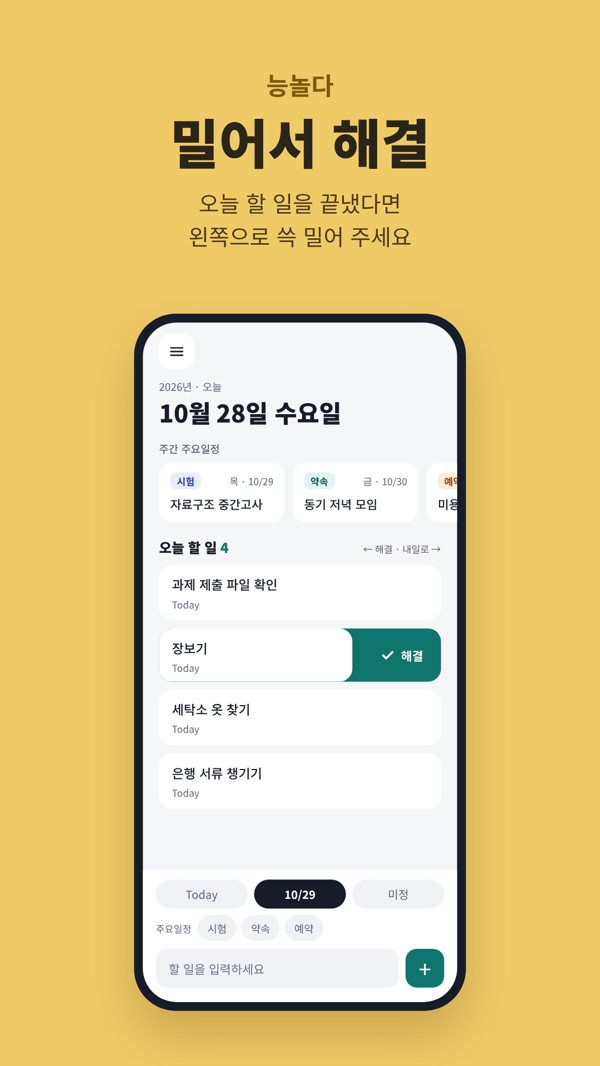 능놀다
밀어서 해결
오늘 할 일을 끝냈다면
왼쪽으로 쓱 밀어 주세요
2026년 · 오늘
10월 28일 수요일
주간 주요일정
시험 목 · 10/29
자료구조 중간고사
약속 금 · 10/30
동기 저녁 모임
오늘 할 일 4
← 해결 · 내일로 →
과제 제출 파일 확인
Today
장보기
Today
해결
세탁소 옷 찾기
Today
은행 서류 챙기기
Today
Today 10/29 미정
주요일정 시험 약속 예약
할 일을 입력하세요
+